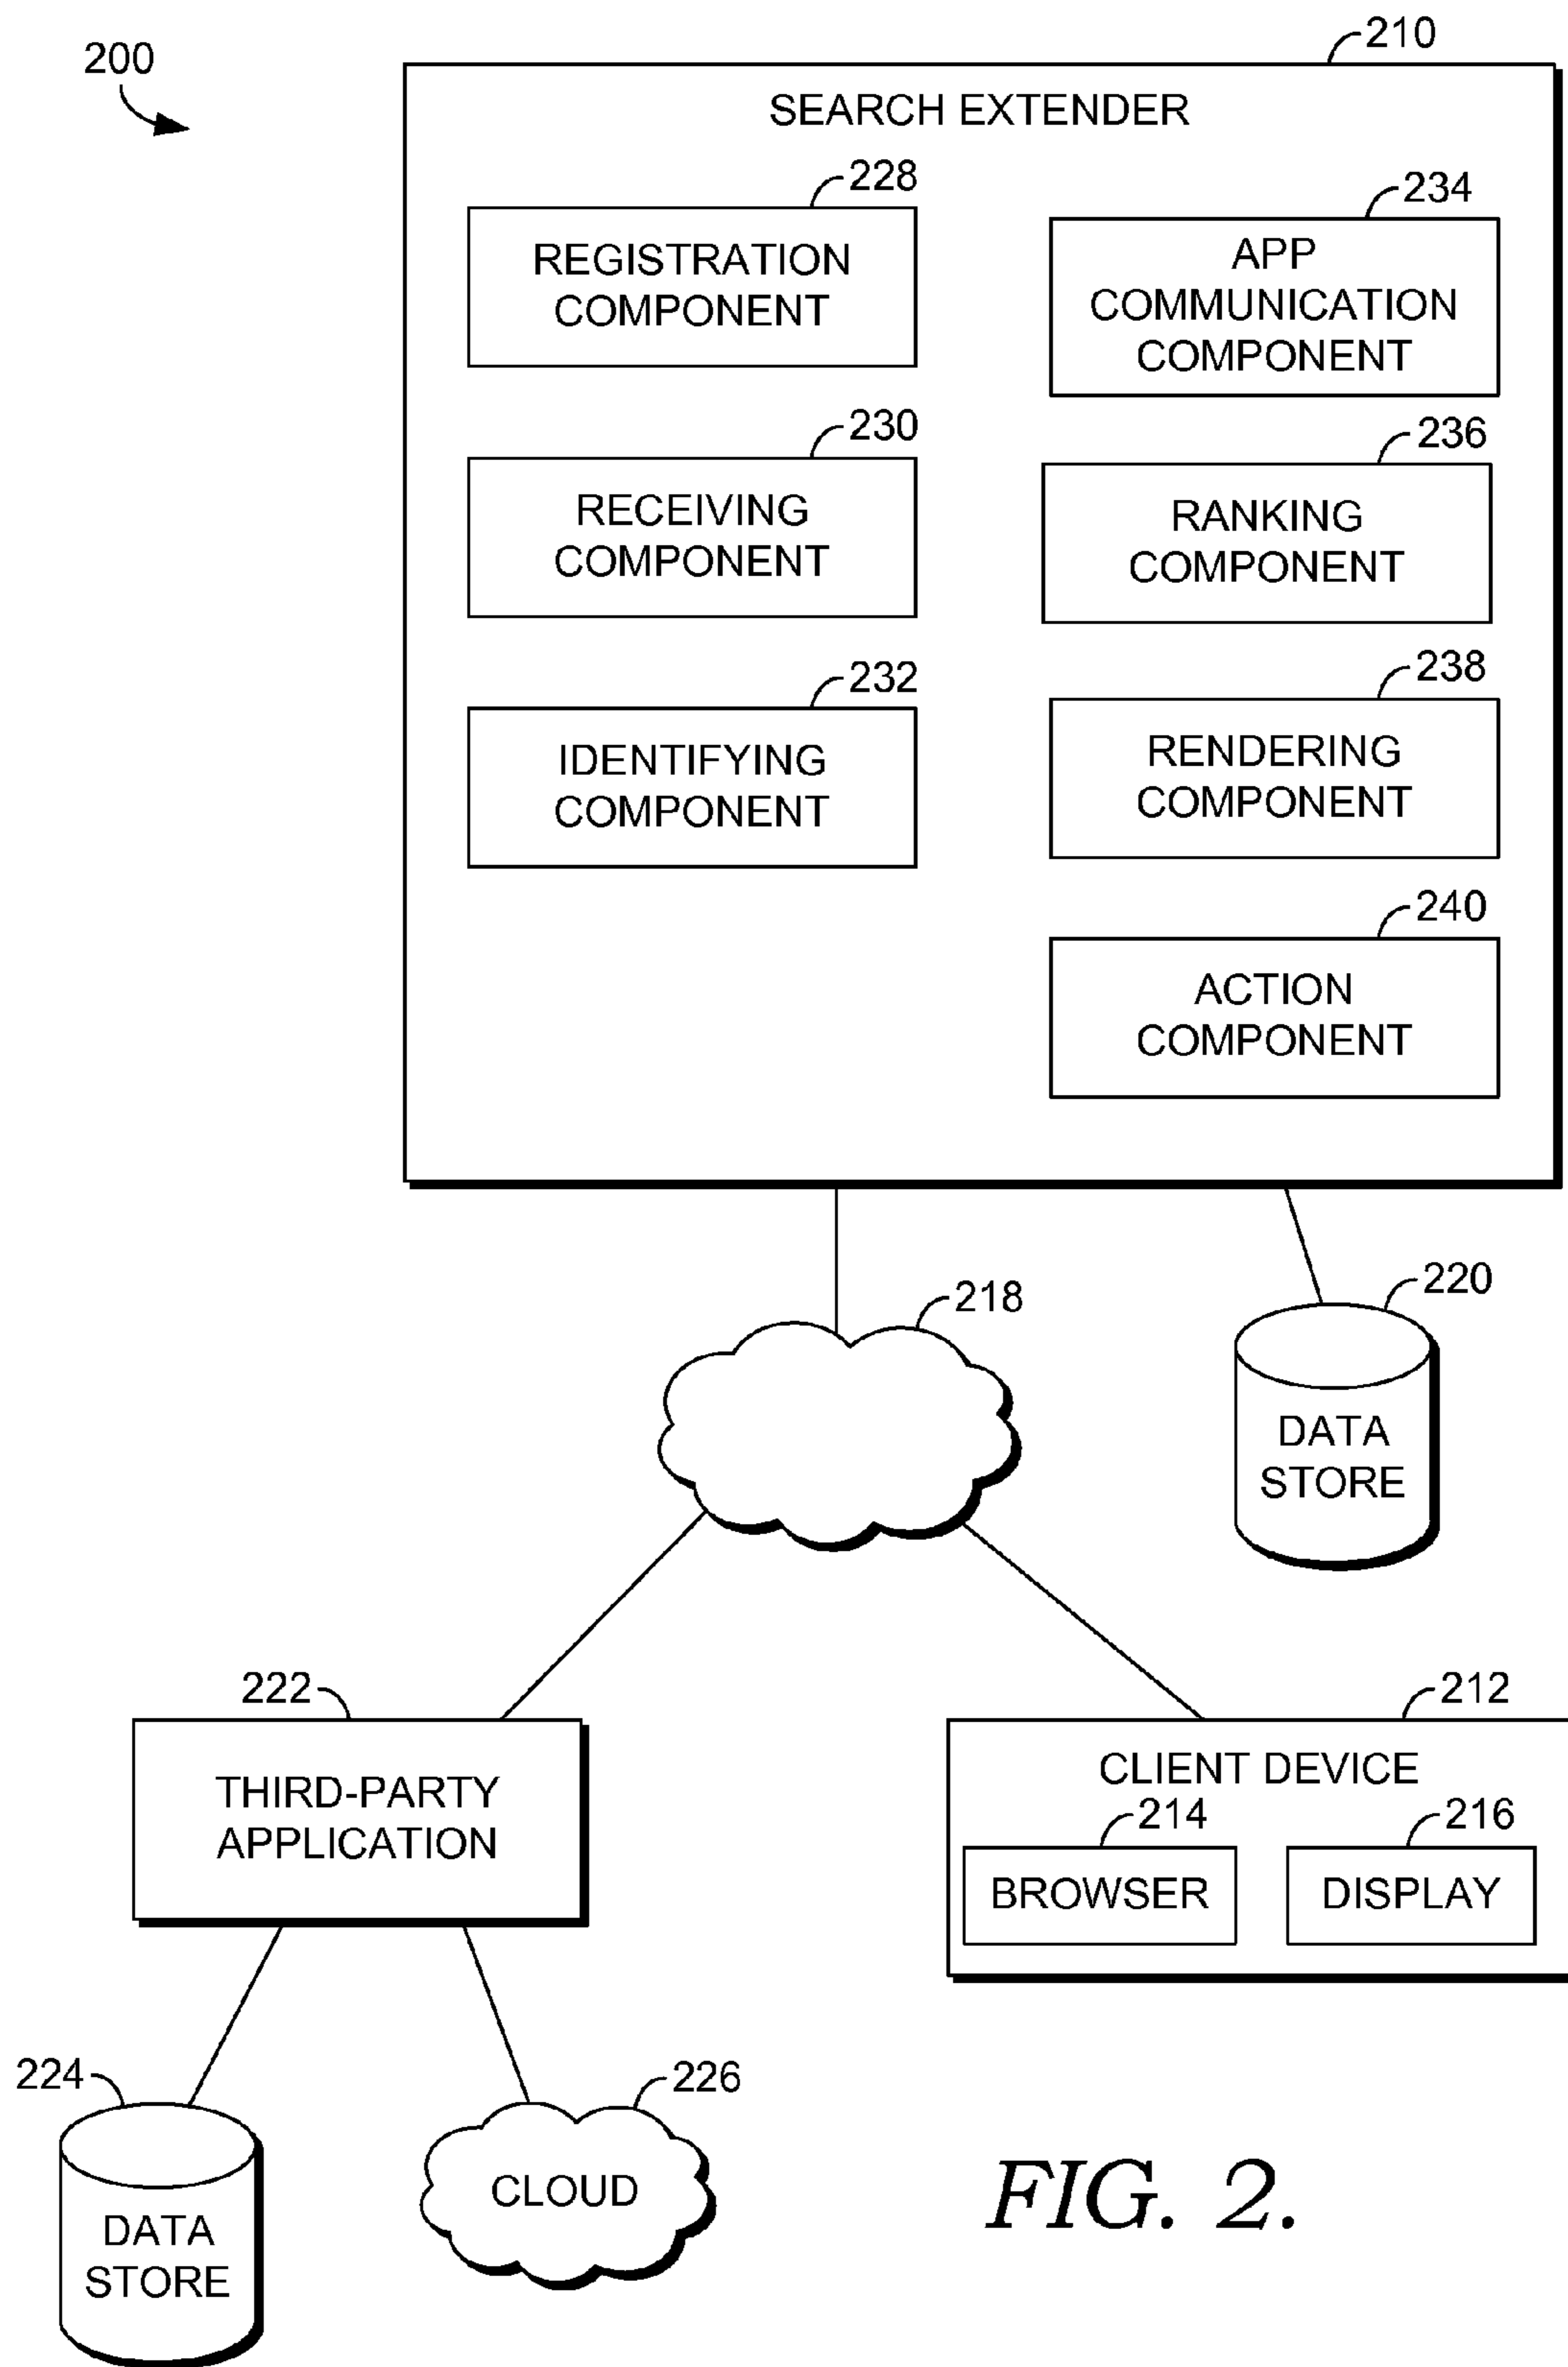 200
210
SEARCH EXTENDER
228
REGISTRATION
COMPONENT
234
APP
COMMUNICATION
COMPONENT
230
RECEIVING
COMPONENT
236
RANKING
COMPONENT
232
IDENTIFYING
COMPONENT
238
RENDERING
COMPONENT
240
ACTION
COMPONENT
218
220
DATA
STORE
222
THIRD-PARTY
APPLICATION
212
CLIENT DEVICE
214
BROWSER
216
DISPLAY
224
DATA
STORE
226
CLOUD
FIG. 2.